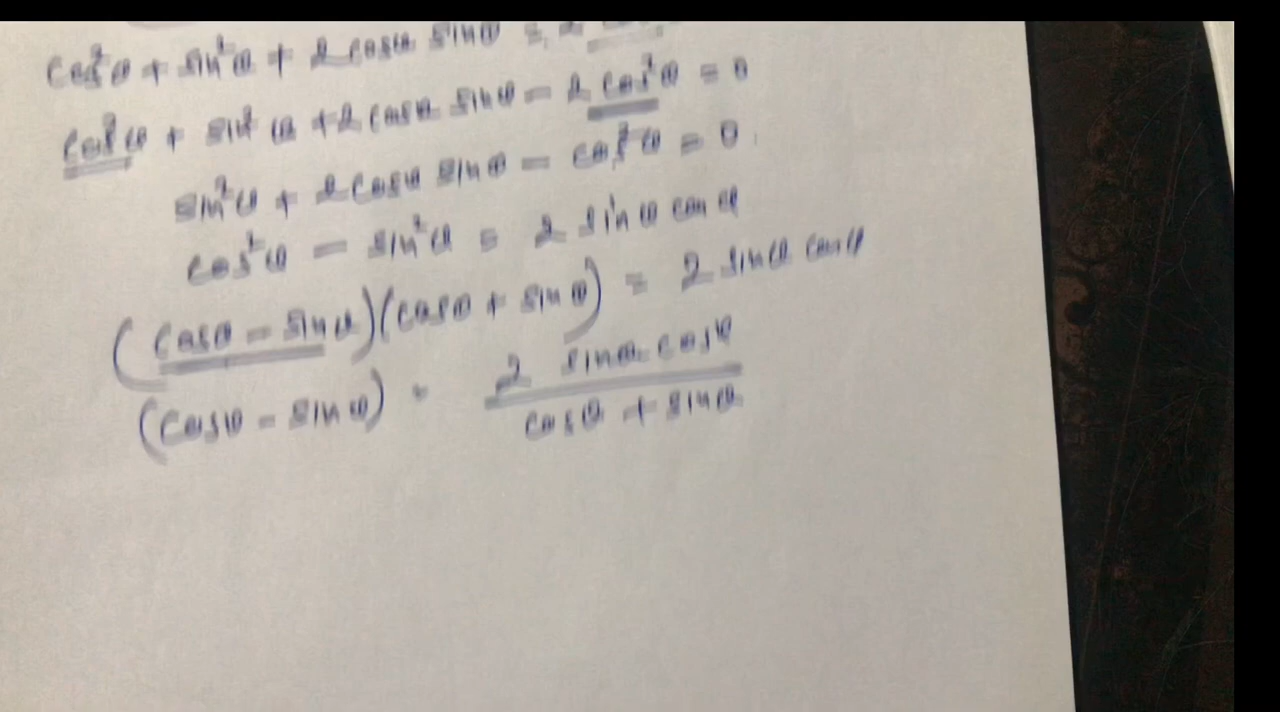 cos²θ + sin²θ + 2 cosθ sinθ = 2
cos²θ + sin²θ + 2 cosθ sinθ - 2 cos²θ = 0
sin²θ + 2 cosθ sinθ - cos²θ = 0
cos²θ - sin²θ = 2 sinθ cosθ
(cosθ - sinθ)(cosθ + sinθ) = 2 sinθ cosθ
(cosθ - sinθ) = 2 sinθ cosθ
cosθ + sinθ